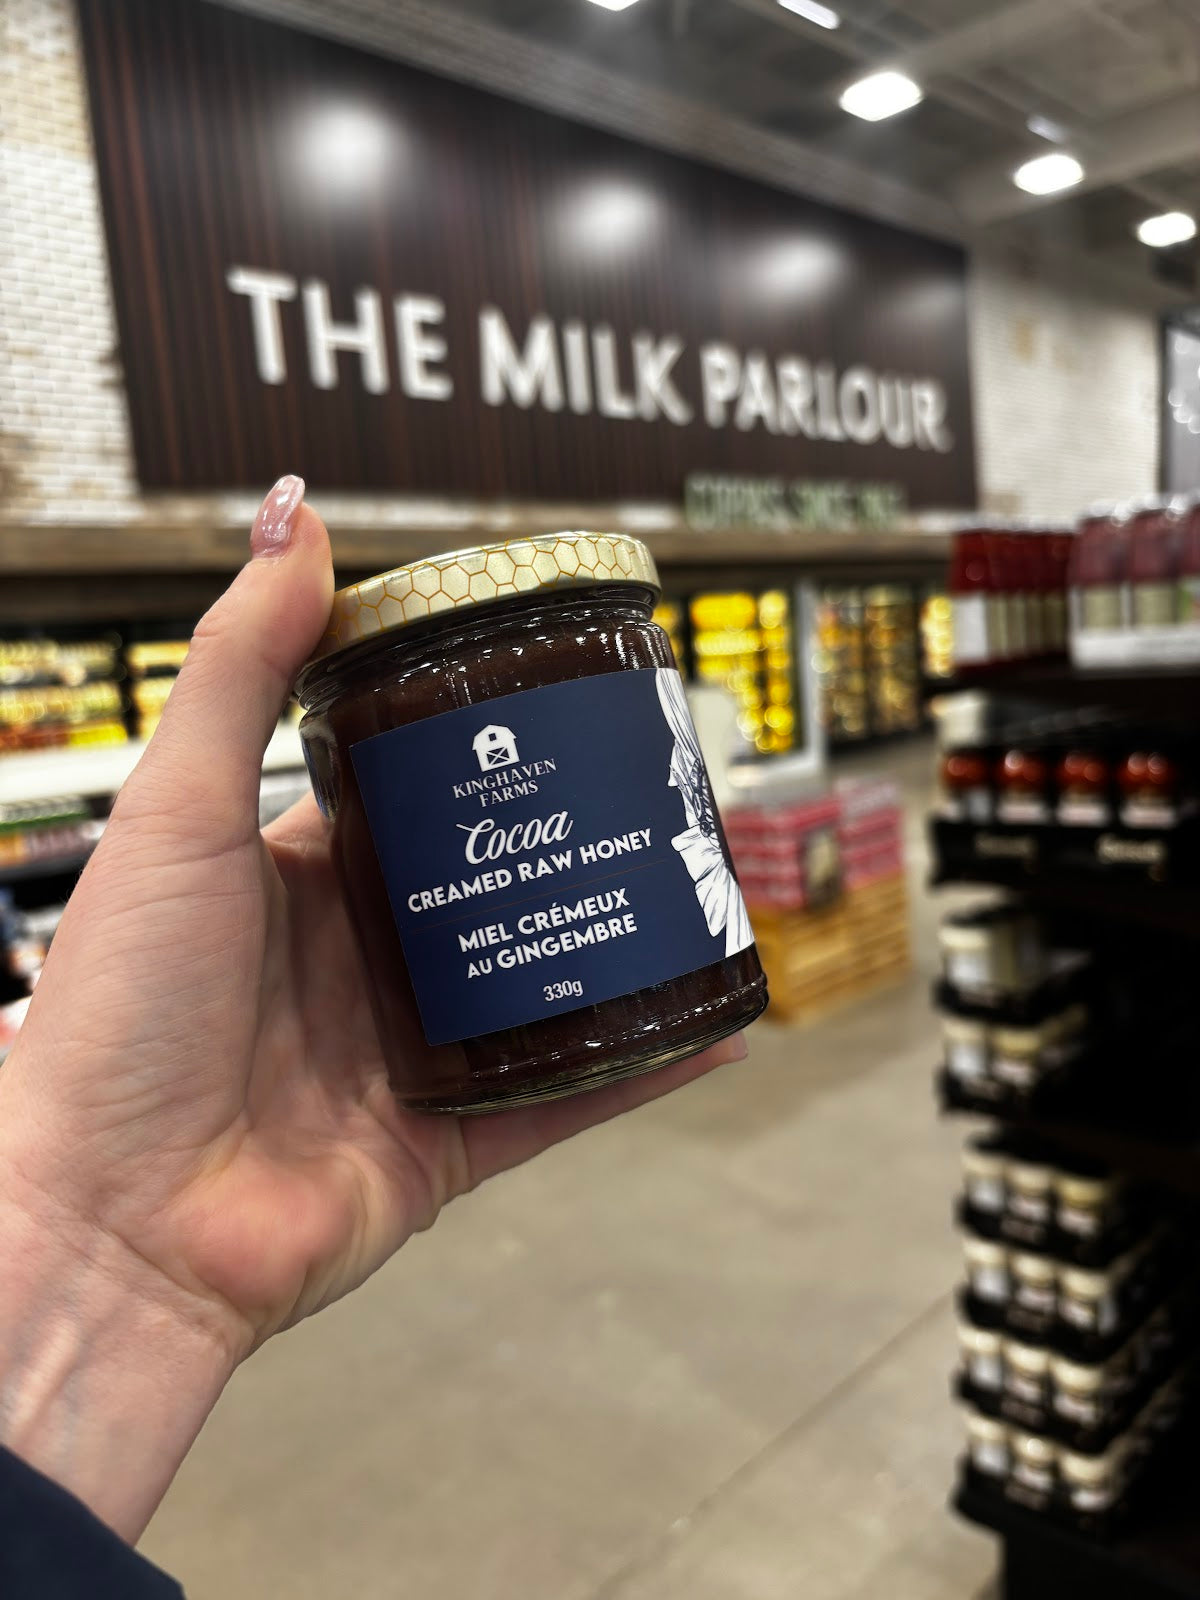 THE MILK PARLOUR
KINGHAVEN
FARMS
Cocoa
CREAMED RAW HONEY
MIEL CRÉMEUX
AU GINGEMBRE
330g